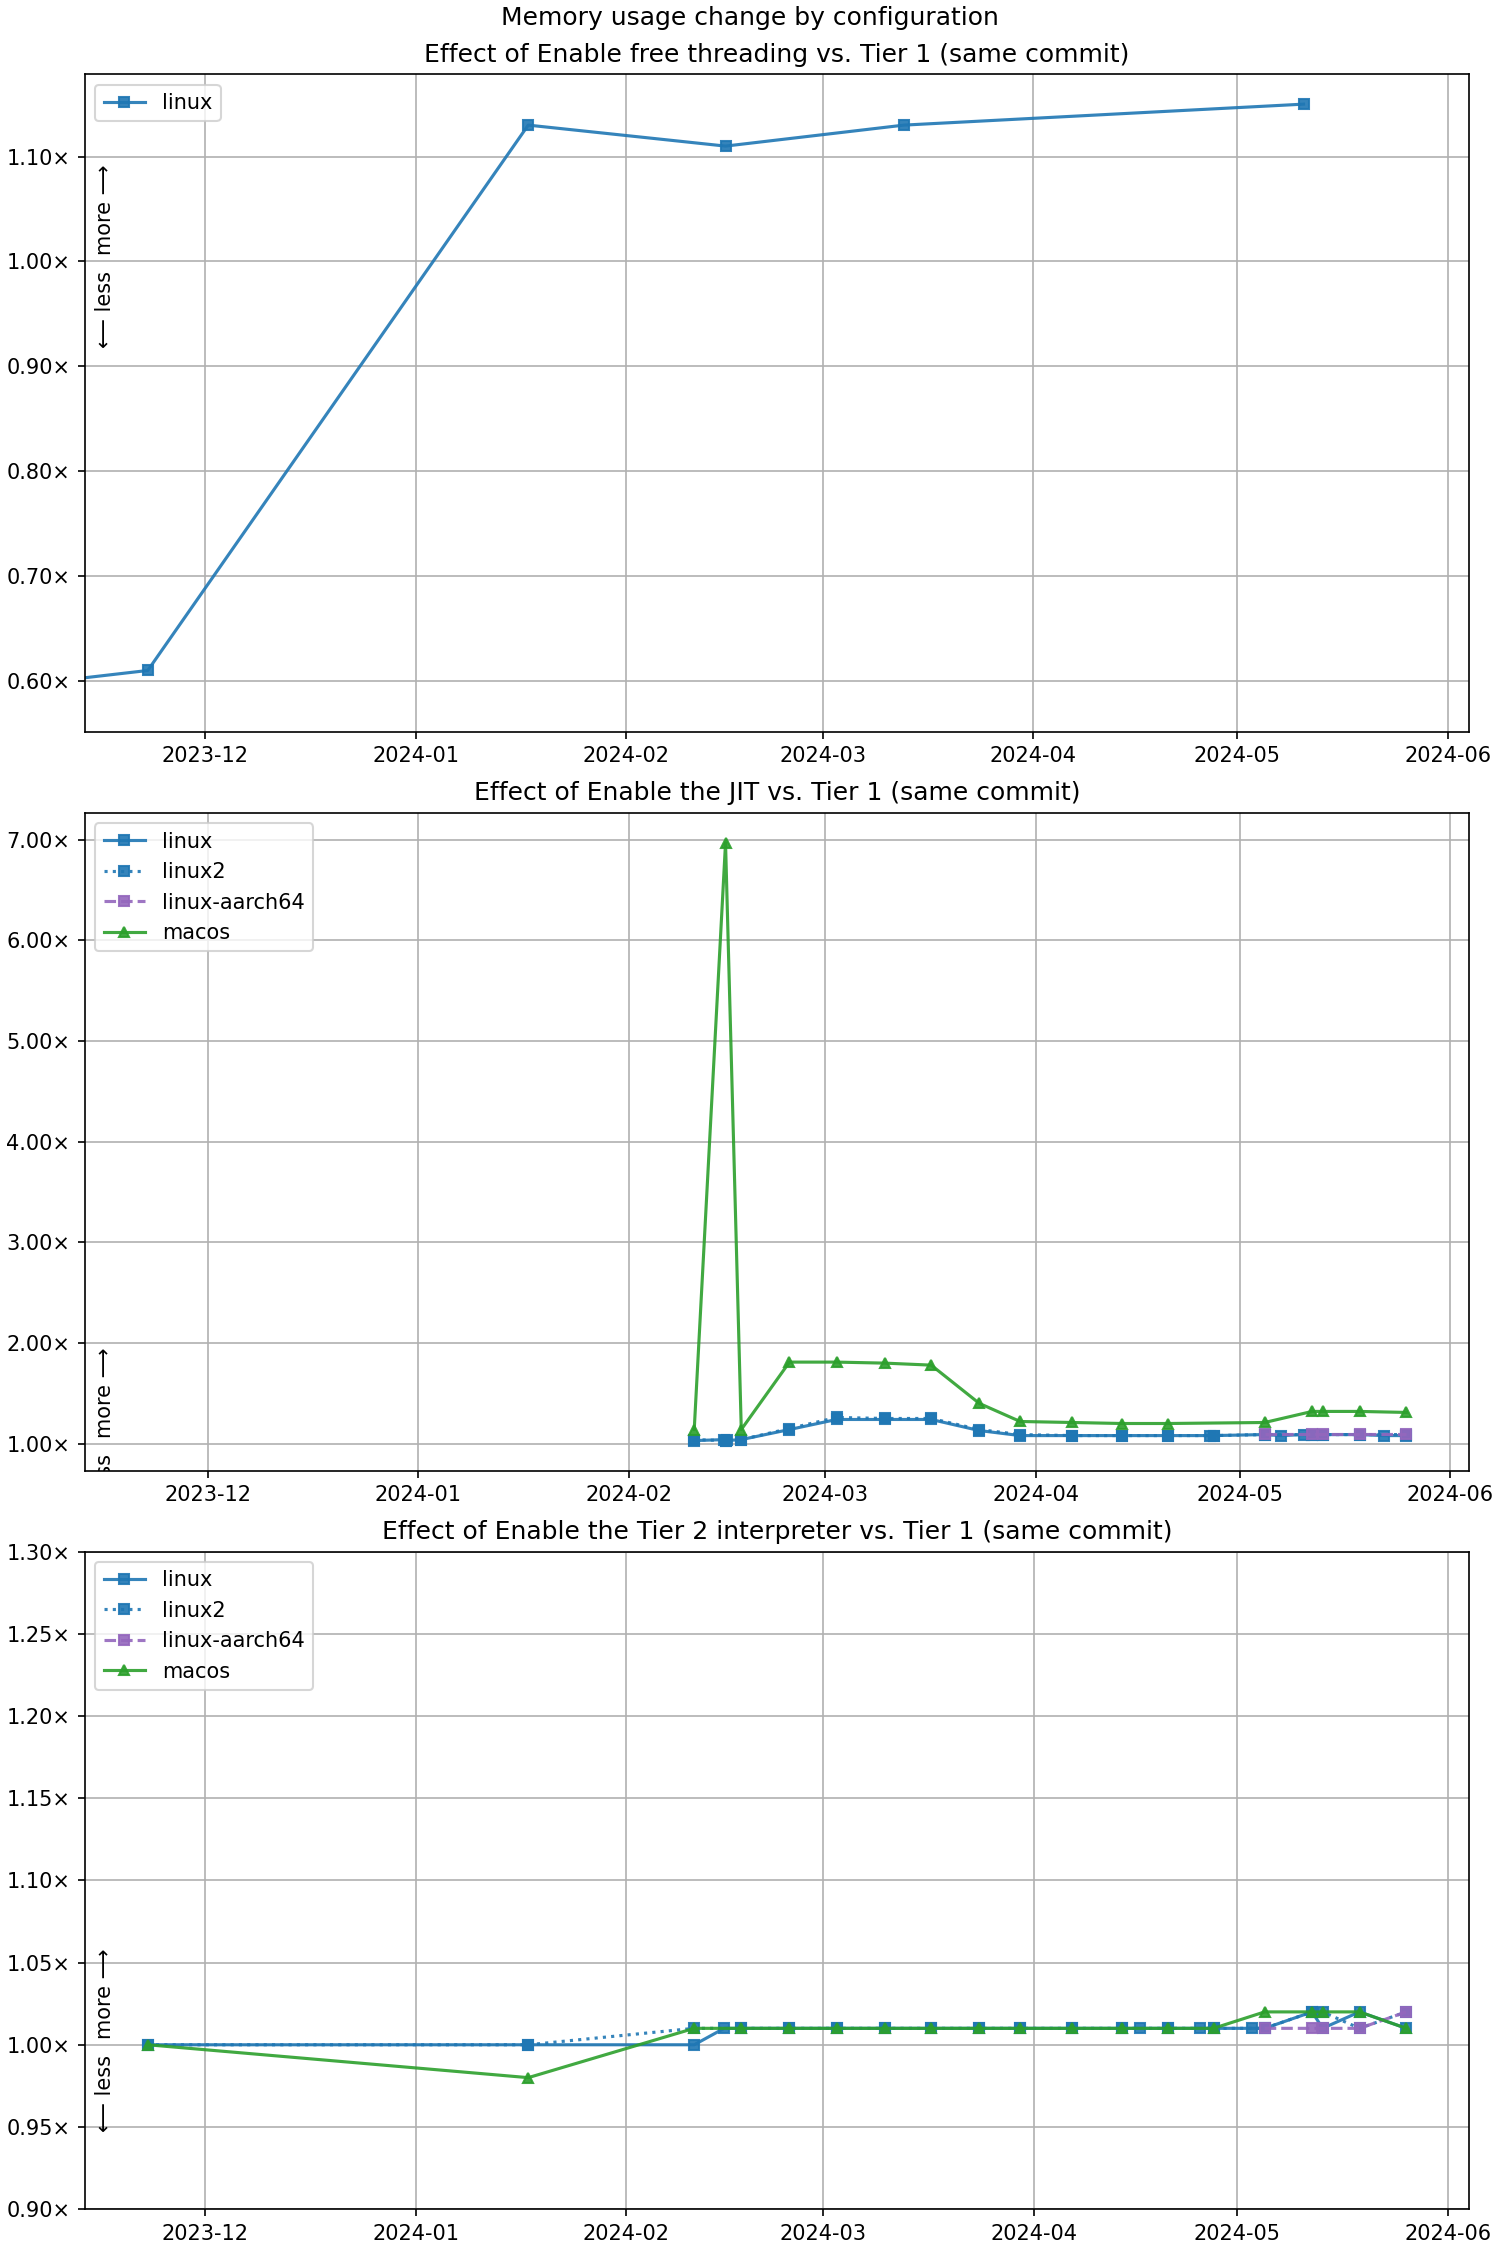 Memory usage change by configuration
Effect of Enable free threading vs. Tier 1 (same commit)
linux
1.10×
1.00×
0.90×
0.80×
0.70×
0.60×
← less more →
2023-12 2024-01 2024-02 2024-03 2024-04 2024-05 2024-06
Effect of Enable the JIT vs. Tier 1 (same commit)
linux
linux2
linux-aarch64
macos
7.00×
6.00×
5.00×
4.00×
3.00×
2.00×
1.00×
ss more →
2023-12 2024-01 2024-02 2024-03 2024-04 2024-05 2024-06
Effect of Enable the Tier 2 interpreter vs. Tier 1 (same commit)
linux
linux2
linux-aarch64
macos
1.30×
1.25×
1.20×
1.15×
1.10×
1.05×
1.00×
0.95×
0.90×
← less more →
2023-12 2024-01 2024-02 2024-03 2024-04 2024-05 2024-06